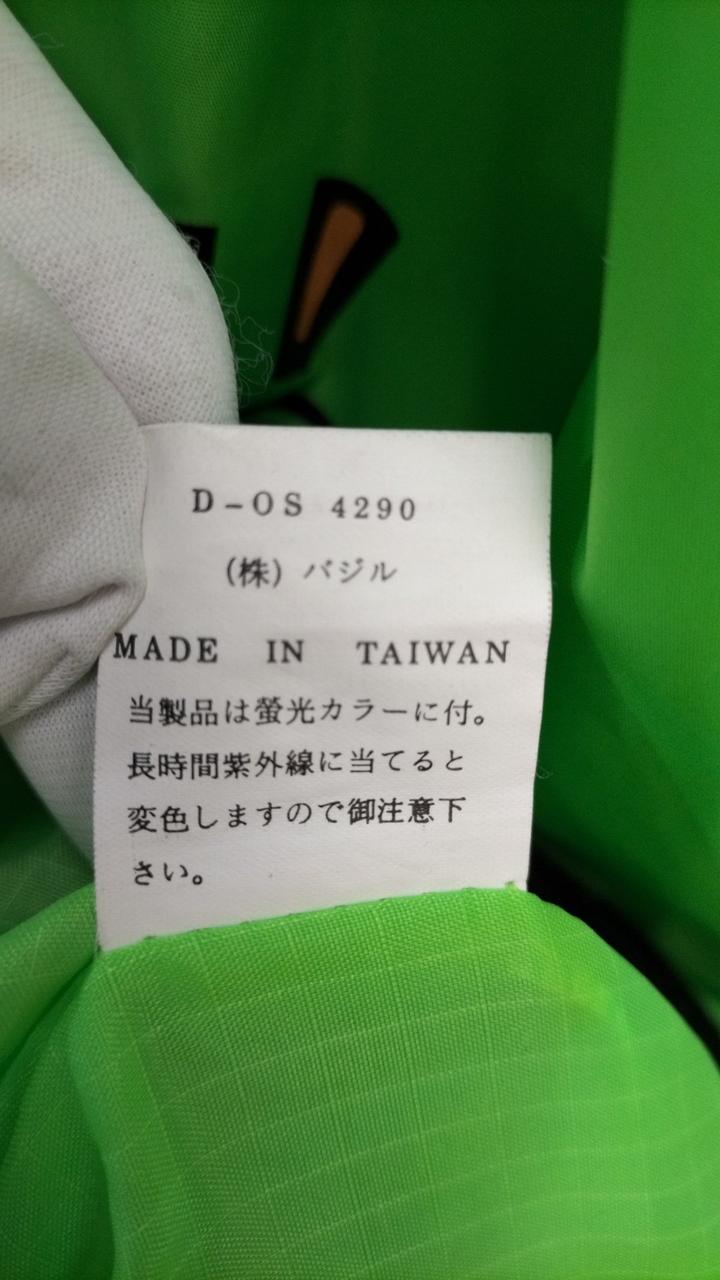 D-OS 4290
(株) バジル
MADE IN TAIWAN
当製品は螢光カラーに付。
長時間紫外線に当てると
変色しますので御注意下
さい。